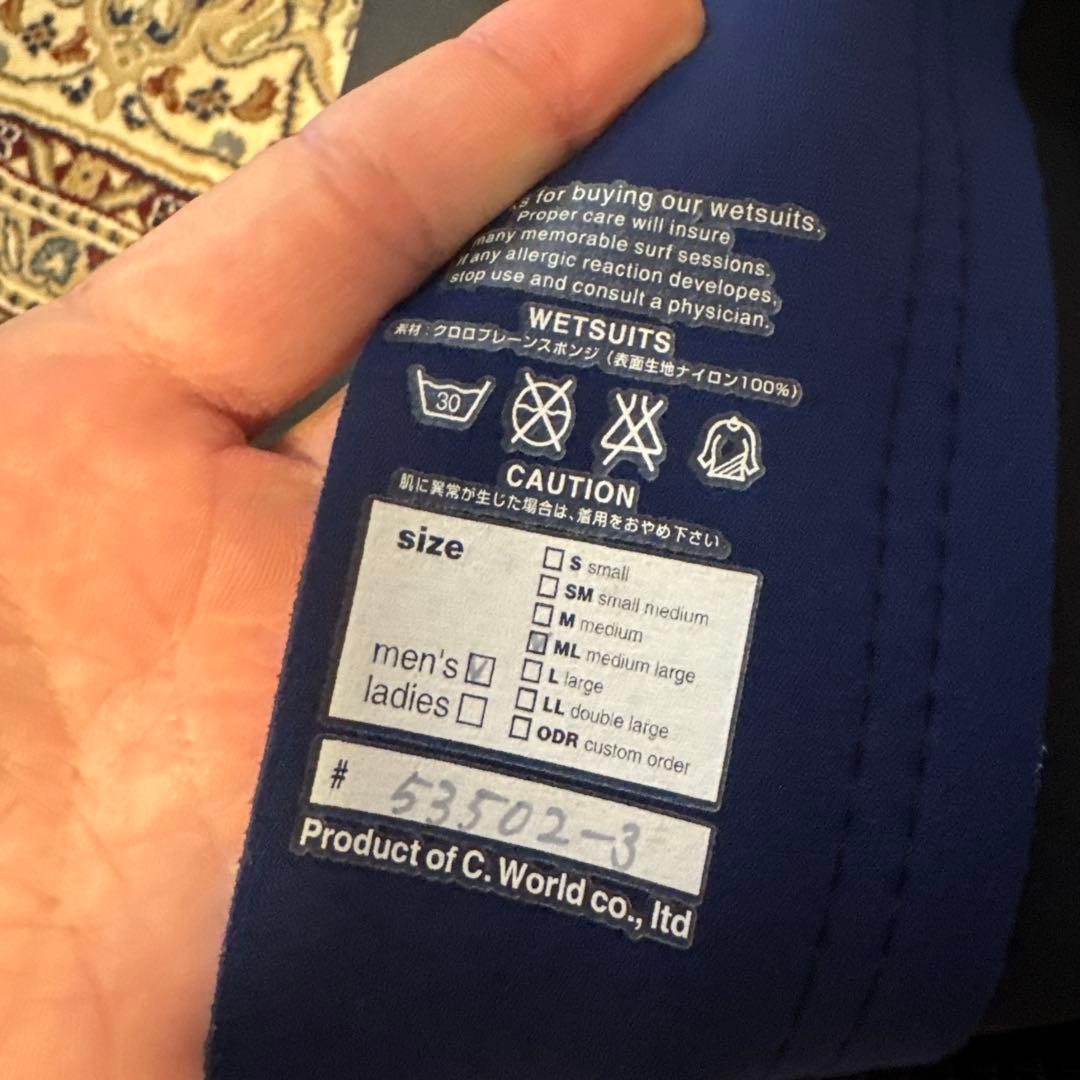 for buying our wetsuits.
Proper care will insure
many memorable surf sessions.
If any allergic reaction developes,
stop use and consult a physician.
WETSUITS
素材：クロロプレーンスポンジ（表面生地ナイロン100%）
30
CAUTION
肌に異常が生じた場合は、着用をおやめ下さい
size
S small
SM small medium
M medium
ML medium large
L large
LL double large
ODR custom order
men's
ladies
# 53502-3
Product of C. World co., ltd